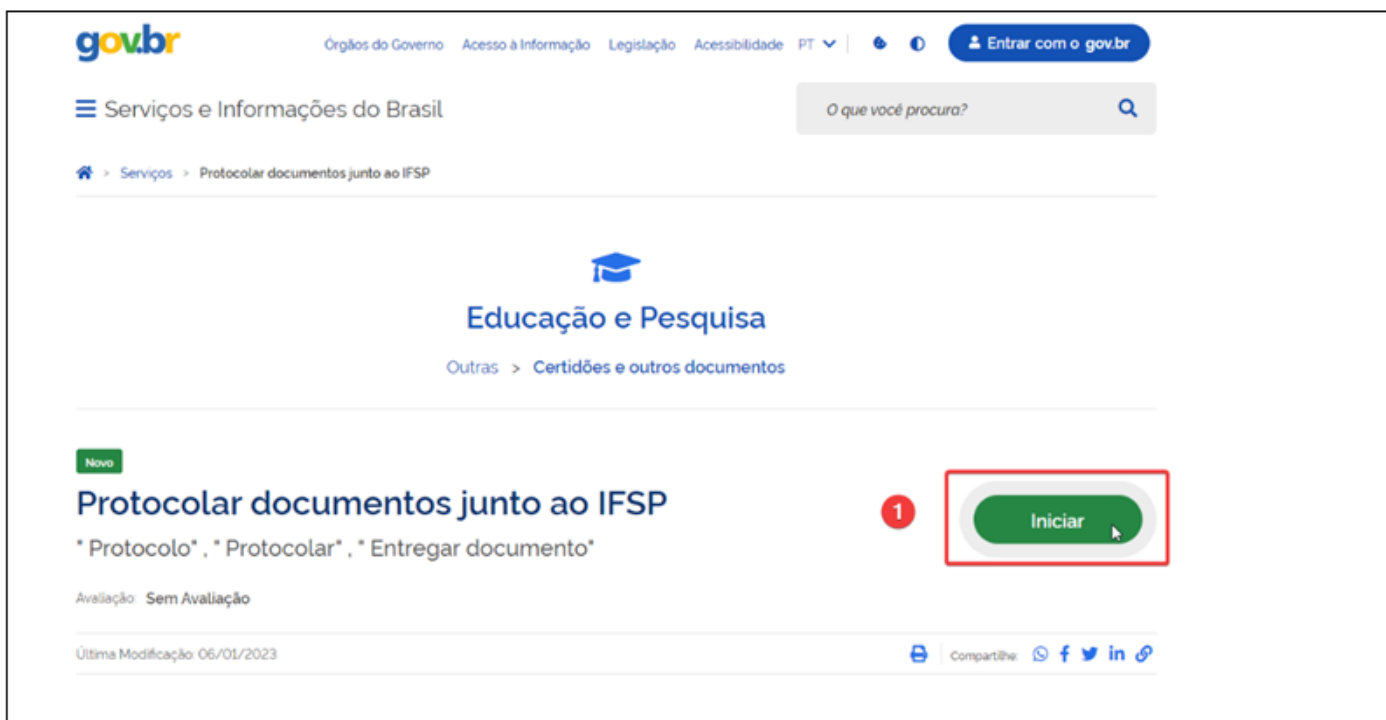 gov.br
Órgãos do Governo Acesso à Informação Legislação Acessibilidade PT Entrar com o gov.br
Serviços e Informações do Brasil
O que você procura?
> Serviços > Protocolar documentos junto ao IFSP
Educação e Pesquisa
Outras > Certidões e outros documentos
Novo
Protocolar documentos junto ao IFSP
1
Iniciar
" Protocolo" , " Protocolar" , " Entregar documento"
Avaliação: Sem Avaliação
Última Modificação: 06/01/2023
Compartilhe: